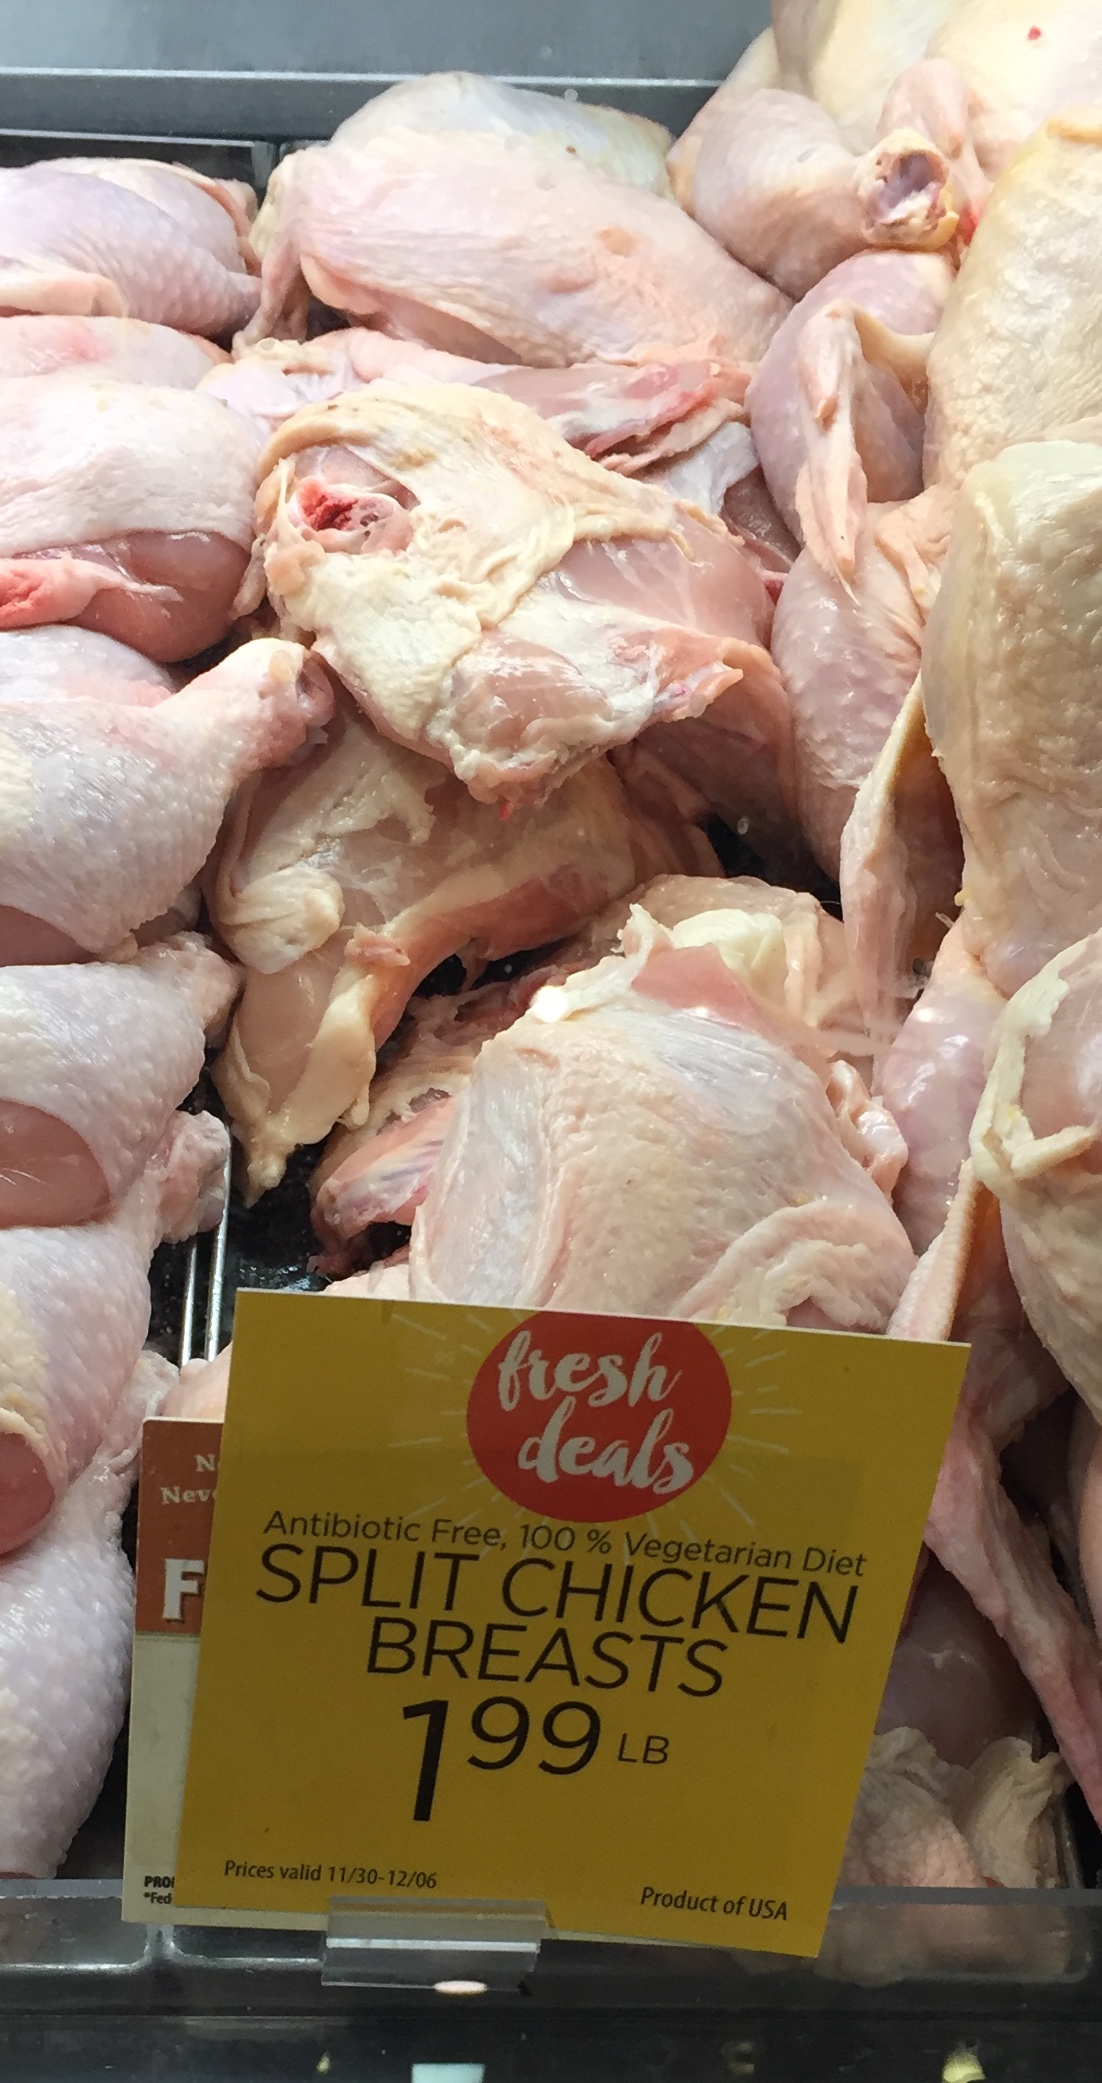 fresh
deals
Antibiotic Free, 100 % Vegetarian Diet
SPLIT CHICKEN
BREASTS
1 99 LB
Prices valid 11/30-12/06
Product of USA